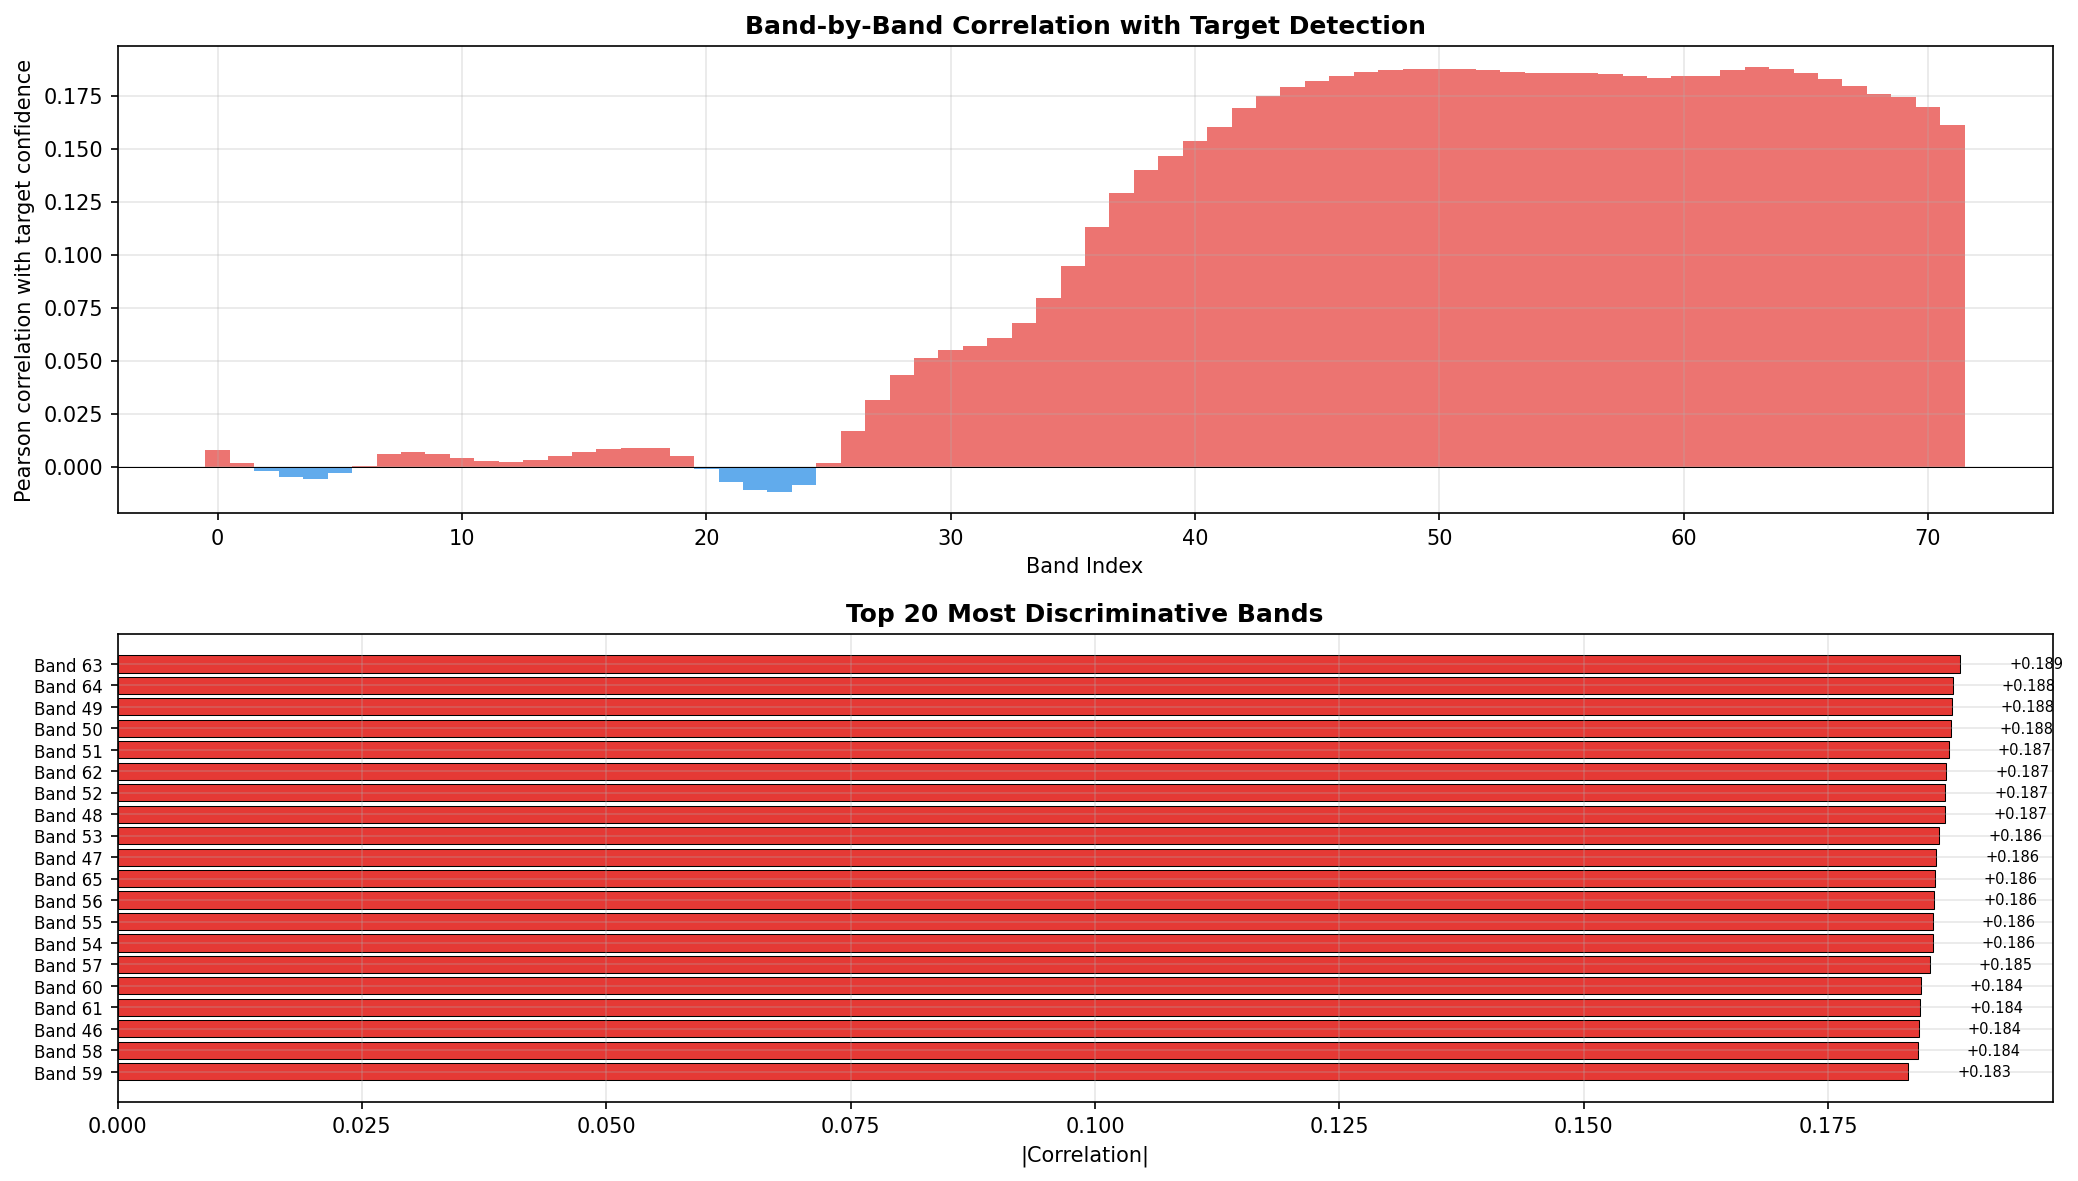 Band-by-Band Correlation with Target Detection
Pearson correlation with target confidence
0.175
0.150
0.125
0.100
0.075
0.050
0.025
0.000
0 10 20 30 40 50 60 70
Band Index
Top 20 Most Discriminative Bands
Band 63 +0.189
Band 64 +0.188
Band 49 +0.188
Band 50 +0.188
Band 51 +0.187
Band 62 +0.187
Band 52 +0.187
Band 48 +0.187
Band 53 +0.186
Band 47 +0.186
Band 65 +0.186
Band 56 +0.186
Band 55 +0.186
Band 54 +0.186
Band 57 +0.185
Band 60 +0.184
Band 61 +0.184
Band 46 +0.184
Band 58 +0.184
Band 59 +0.183
0.000 0.025 0.050 0.075 0.100 0.125 0.150 0.175
|Correlation|